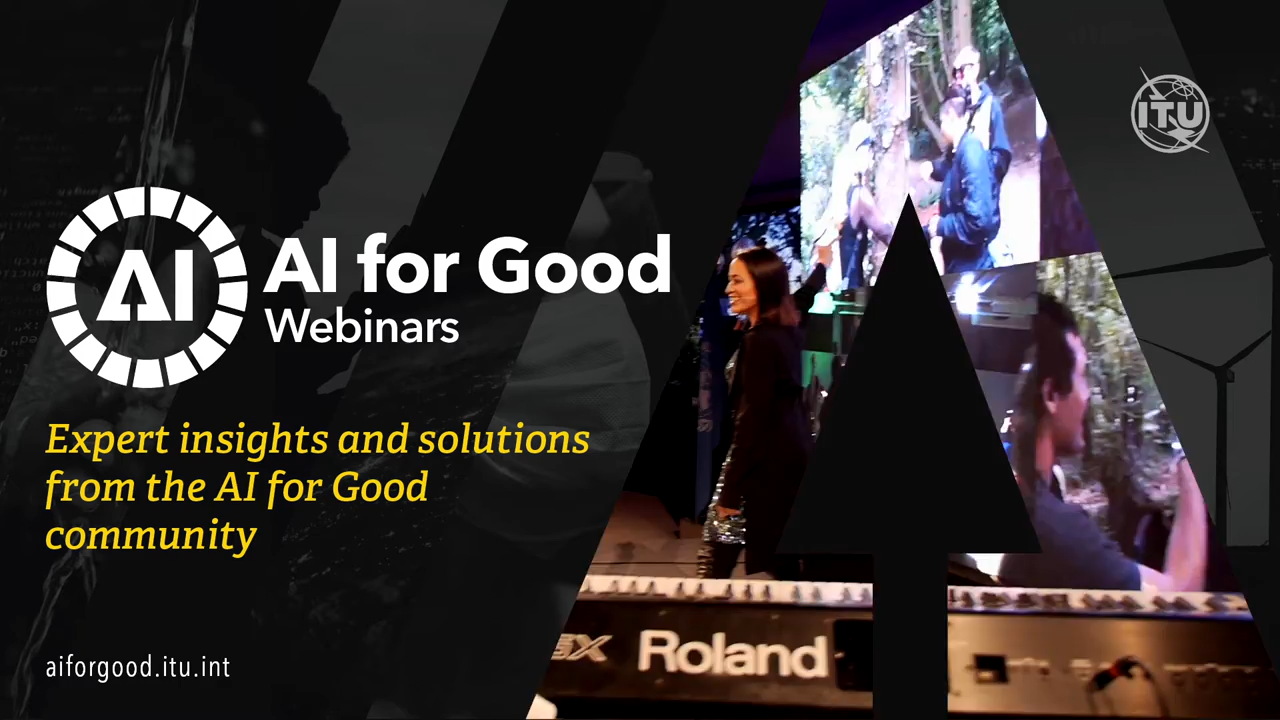 ITU
AI
AI for Good
Webinars
Expert insights and solutions
from the AI for Good
community
aiforgood.itu.int
Roland